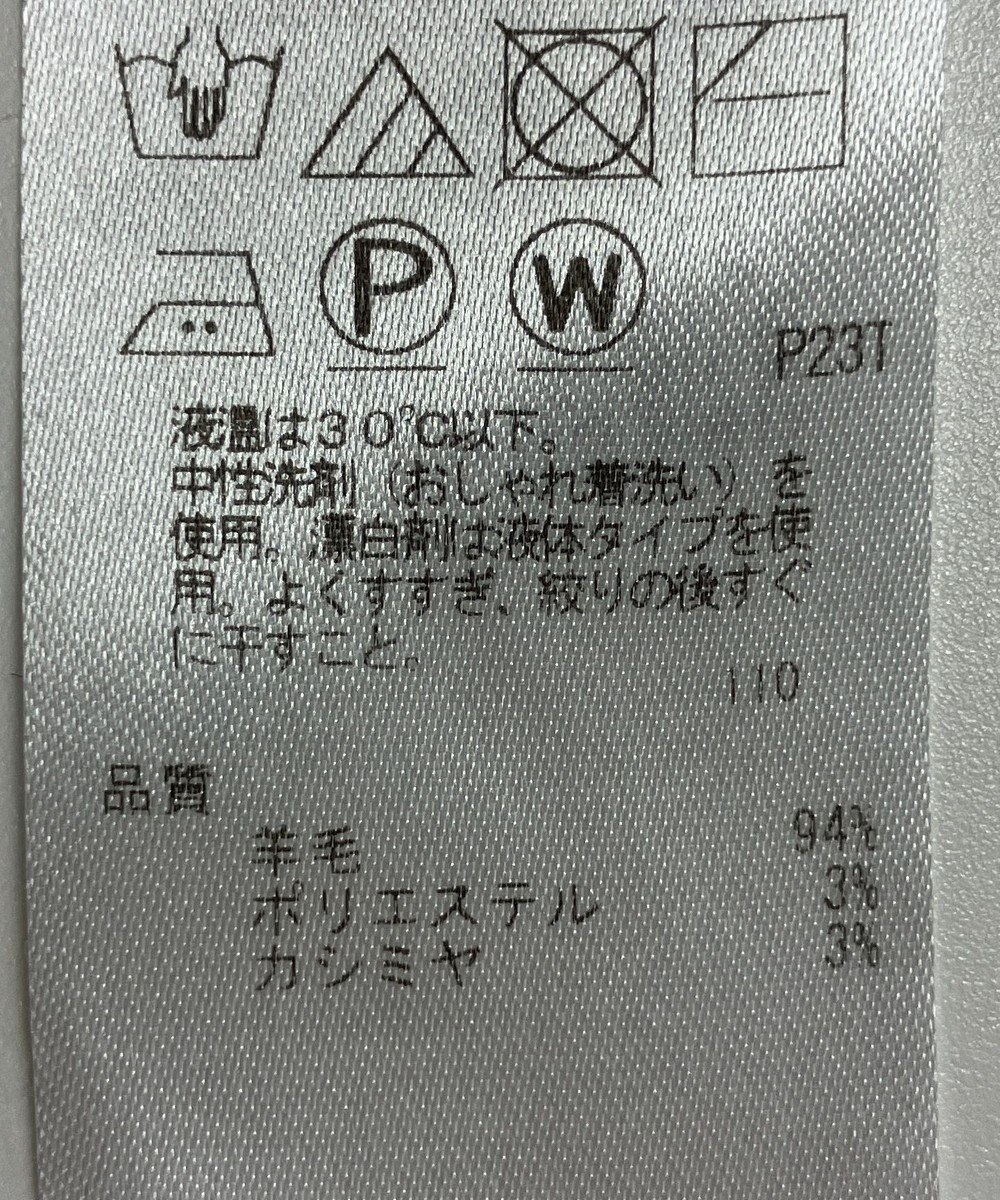 P
W
P23T
液温は30℃以下。
中性洗剤(おしゃれ着洗い)を
使用。漂白剤は液体タイプを使
用。よくすすぎ、絞りの後すぐ
に干すこと。
110
品質
羊毛 94%
ポリエステル 3%
カシミヤ 3%